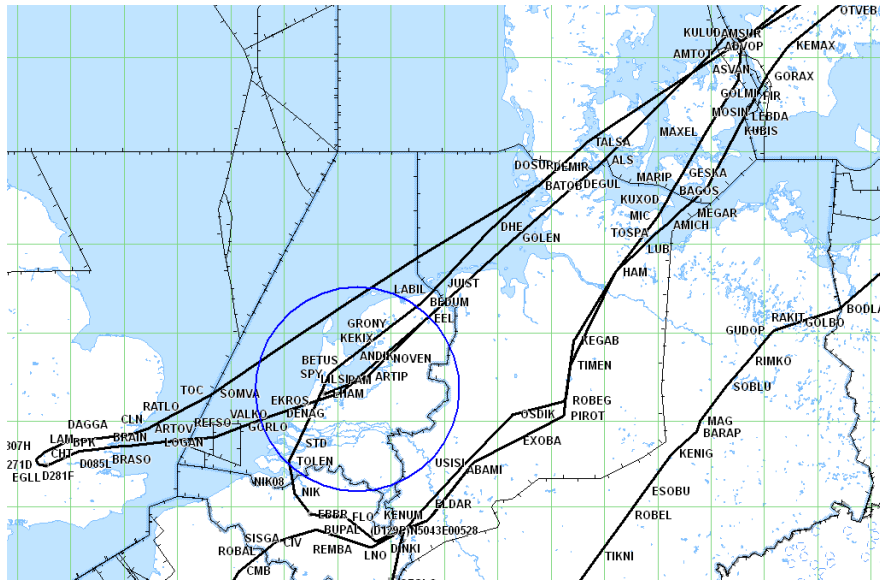 OTVEB
KULUDAMSUR
KEMAX
AMTOT
ADVOP
ASVAN
GORAX
GOLMI
FIR
MOSIN
LEBDA
MAXEL
KUBIS
TALSA
ALS
DOSUR
DEMIR
GESKA
MARIP
BATOB
DEGUL
BAGOS
KUXOD
MIC
MEGAR
AMICH
DHE
GOLEN
TOSPA
LUB
HAM
JUIST
LABIL
BEDUM
EEL
BODLA
RAKIT
GOLBO
GUDOP
GRONY
KEKIX
KEGAB
BETUS
ANDIK
NOVEN
TIMEN
RIMKO
SPY
LILSI
PAM
ARTIP
SOBLU
TOC
SOMVA
EHAM
EKROS
ROBEG
RATLO
VALKO
DENAG
OSDIK
PIROT
DAGGA
CLN
REFSO
GORLO
MAG
ARTOV
BARAP
307H
LAM
BPK
BRAIN
LOGAN
STD
EXOBA
CHT
KENIG
271D
D085L
BRASO
TOLEN
USISI
ABAMI
EGLL
D281F
NIK08
NIK
ESOBU
ELDAR
EBBR
FLO
KENUM
ROBEL
BUPAL
SISGA
CIV
DINKI
ROBAL
REMBA
LNO
TIKNI
CMB